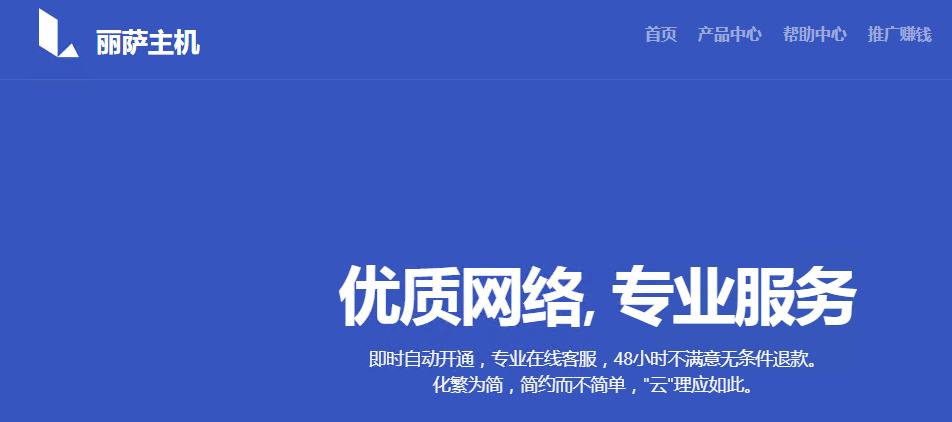 丽萨主机
首页 产品中心 帮助中心 推广赚钱
优质网络, 专业服务
即时自动开通，专业在线客服，48小时不满意无条件退款。
化繁为简，简约而不简单，"云"理应如此。